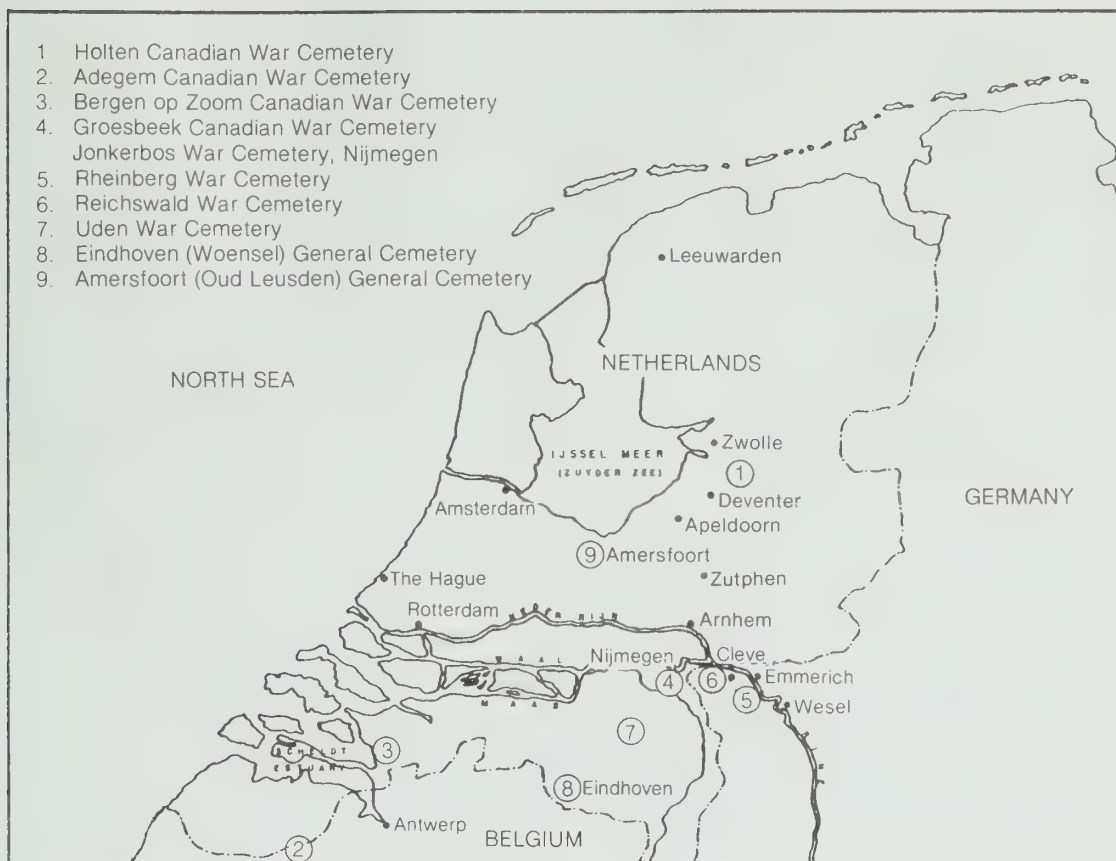 1 Holten Canadian War Cemetery
2. Adegem Canadian War Cemetery
3. Bergen op Zoom Canadian War Cemetery
4. Groesbeek Canadian War Cemetery
Jonkerbos War Cemetery, Nijmegen
5. Rheinberg War Cemetery
6. Reichswald War Cemetery
7. Uden War Cemetery
8. Eindhoven (Woensel) General Cemetery
9. Amersfoort (Oud Leusden) General Cemetery
Leeuwarden
NETHERLANDS
NORTH SEA
Zwolle
IJSSEL MEER
(ZUYDER ZEE)
1
Deventer
GERMANY
Amsterdam
Apeldoorn
9 Amersfoort
The Hague
Zutphen
Rotterdam
NEDER RIJN
Arnhem
WAAL
Nijmegen
Cleve
4
6
Emmerich
5
MAAS
Wesel
7
3
SCHELDT
ESTUARY
8 Eindhoven
Antwerp
BELGIUM
2